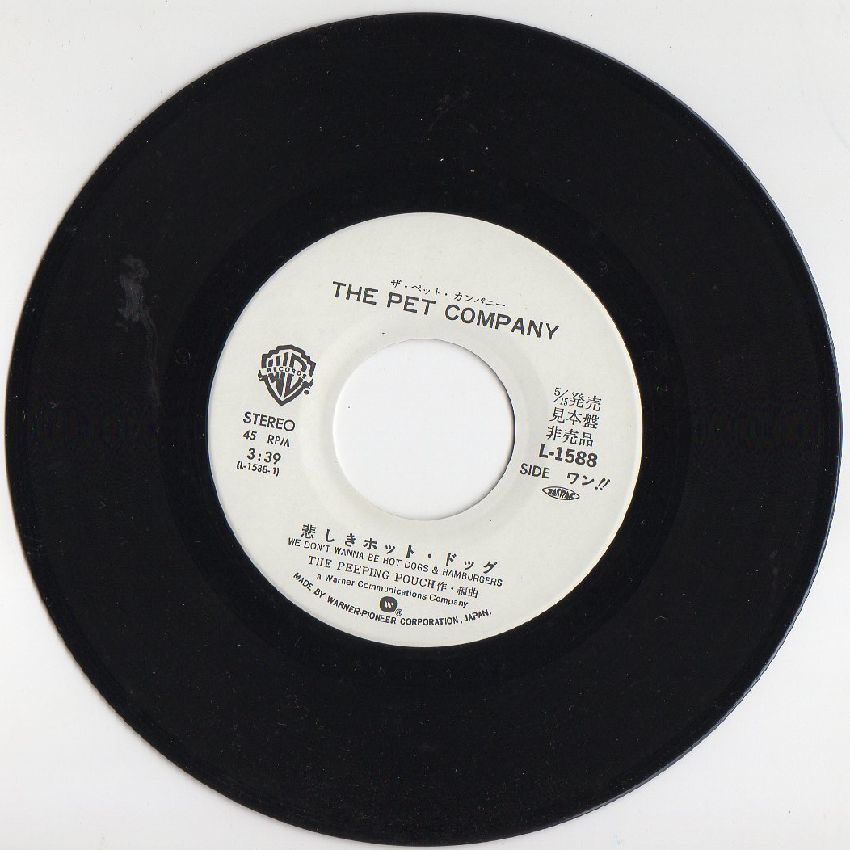 ザ・ペット・カンパニー
THE PET COMPANY
RECORDS
STEREO
45 RPM
3:39
(L-1588-1)
5/15発売
見本盤
非売品
L-1588
SIDE ワン!!
悲しきホット・ドッグ
WE DON'T WANNA BE HOT DOGS & HAMBURGERS
THE PEEPING POUCH作・編曲
a Warner Communications Company
W®
MADE BY WARNER-PIONEER CORPORATION, JAPAN.